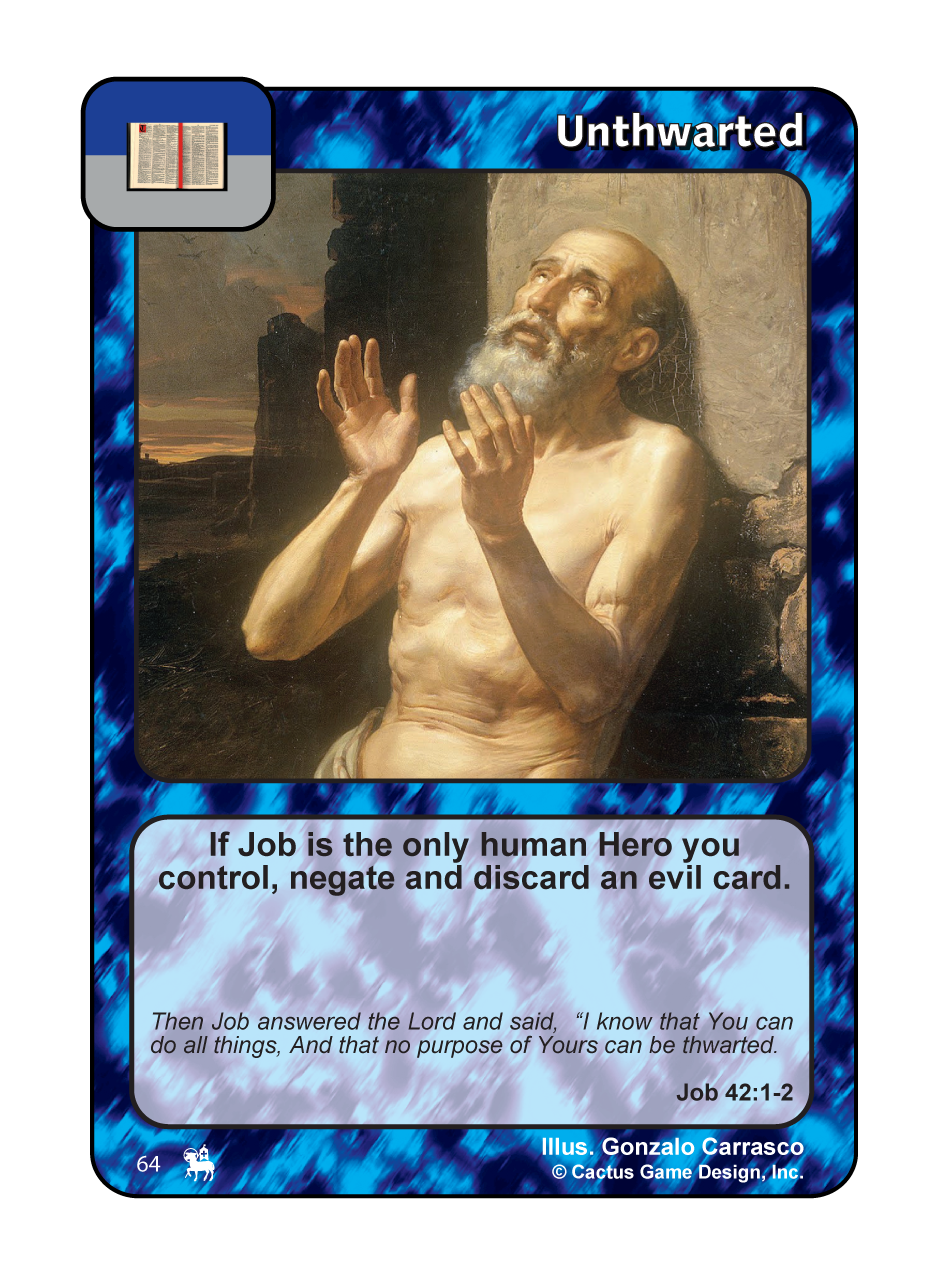 Unthwarted
If Job is the only human Hero you
control, negate and discard an evil card.
Then Job answered the Lord and said, “I know that You can
do all things, And that no purpose of Yours can be thwarted.
Job 42:1-2
64
Illus. Gonzalo Carrasco
© Cactus Game Design, Inc.